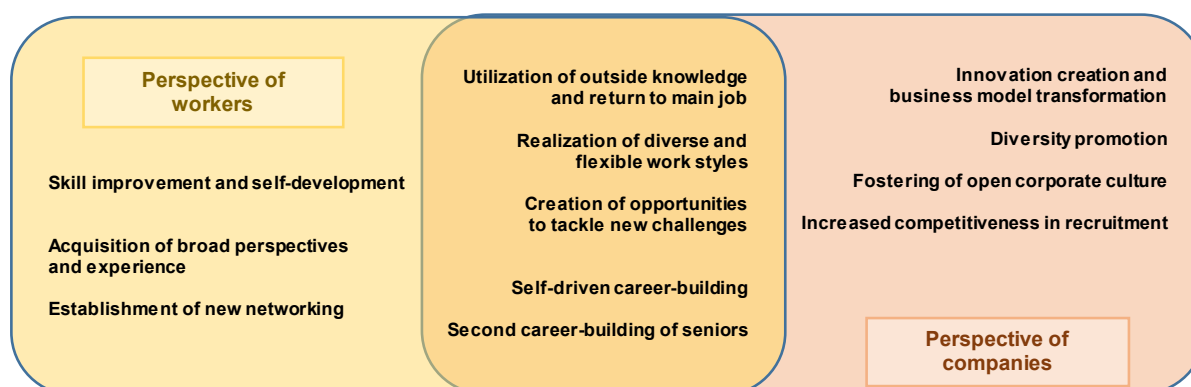 Perspective of
workers
Skill improvement and self-development
Acquisition of broad perspectives
and experience
Establishment of new networking
Utilization of outside knowledge
and return to main job
Realization of diverse and
flexible work styles
Creation of opportunities
to tackle new challenges
Self-driven career-building
Second career-building of seniors
Innovation creation and
business model transformation
Diversity promotion
Fostering of open corporate culture
Increased competitiveness in recruitment
Perspective of
companies